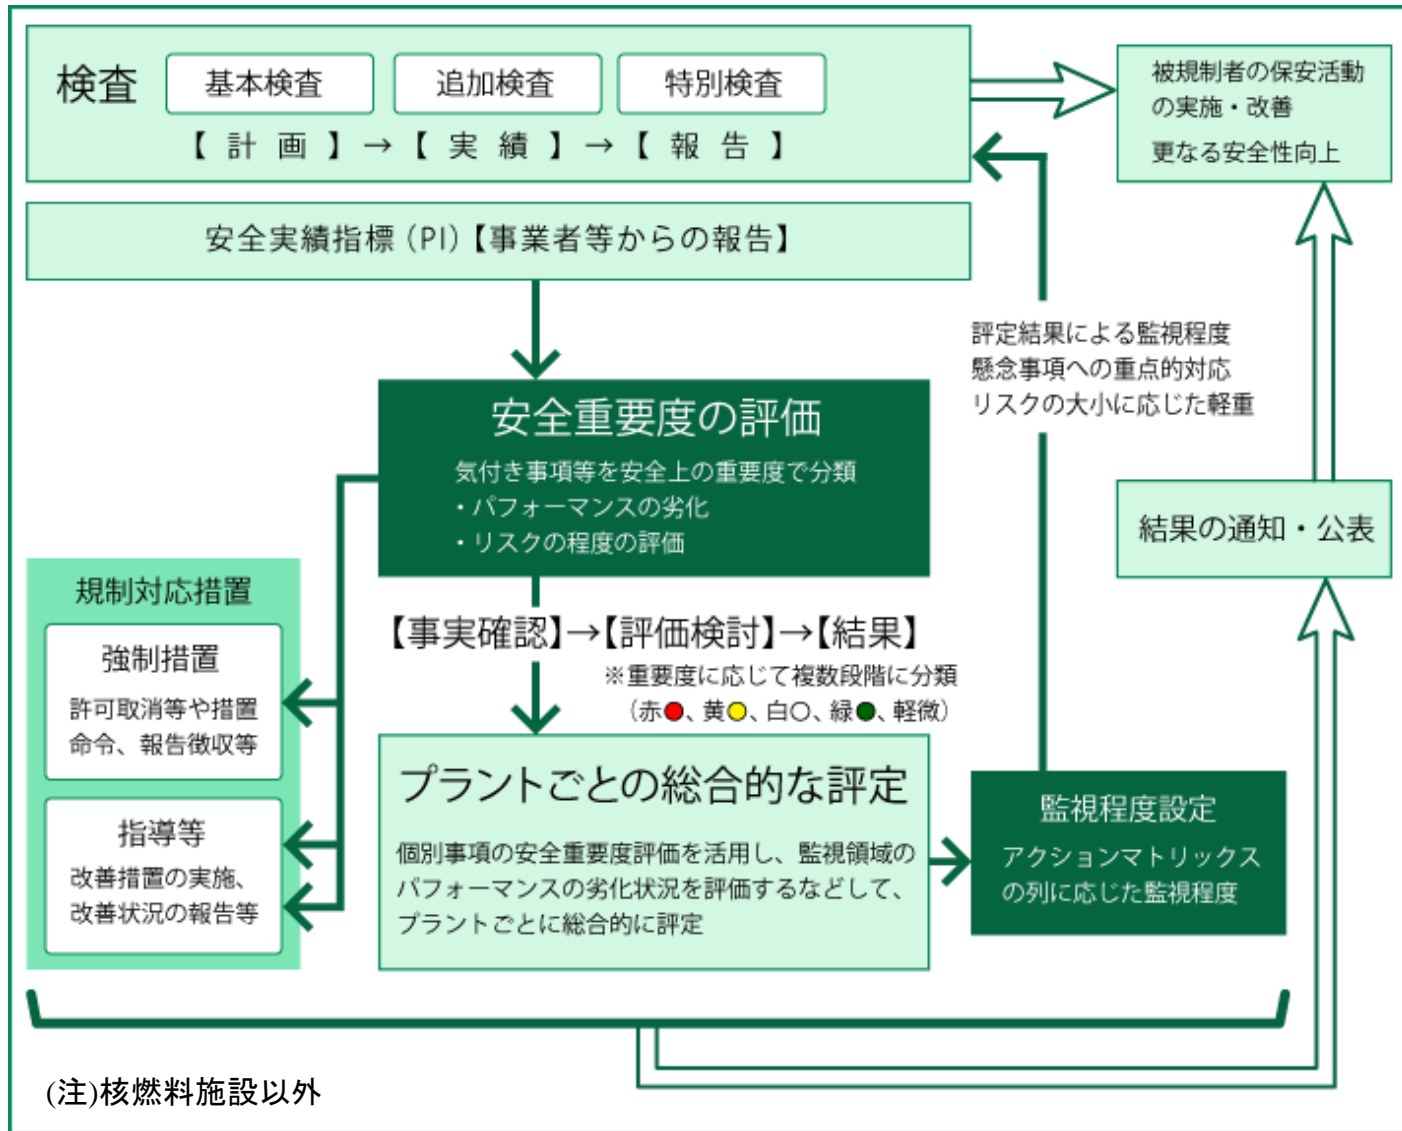 検査
基本検査
追加検査
特別検査
【計画】→【実績】→【報告】
被規制者の保安活動
の実施・改善
更なる安全性向上
安全実績指標（PI）【事業者等からの報告】
評定結果による監視程度
懸念事項への重点的対応
リスクの大小に応じた軽重
安全重要度の評価
気付き事項等を安全上の重要度で分類
・パフォーマンスの劣化
・リスクの程度の評価
結果の通知・公表
規制対応措置
強制措置
許可取消等や措置
命令、報告徴収等
指導等
改善措置の実施、
改善状況の報告等
【事実確認】→【評価検討】→【結果】
※重要度に応じて複数段階に分類
（赤●、黄●、白○、緑●、軽微）
プラントごとの総合的な評定
個別事項の安全重要度評価を活用し、監視領域の
パフォーマンスの劣化状況を評価するなどして、
プラントごとに総合的に評定
監視程度設定
アクションマトリックス
の列に応じた監視程度
(注)核燃料施設以外